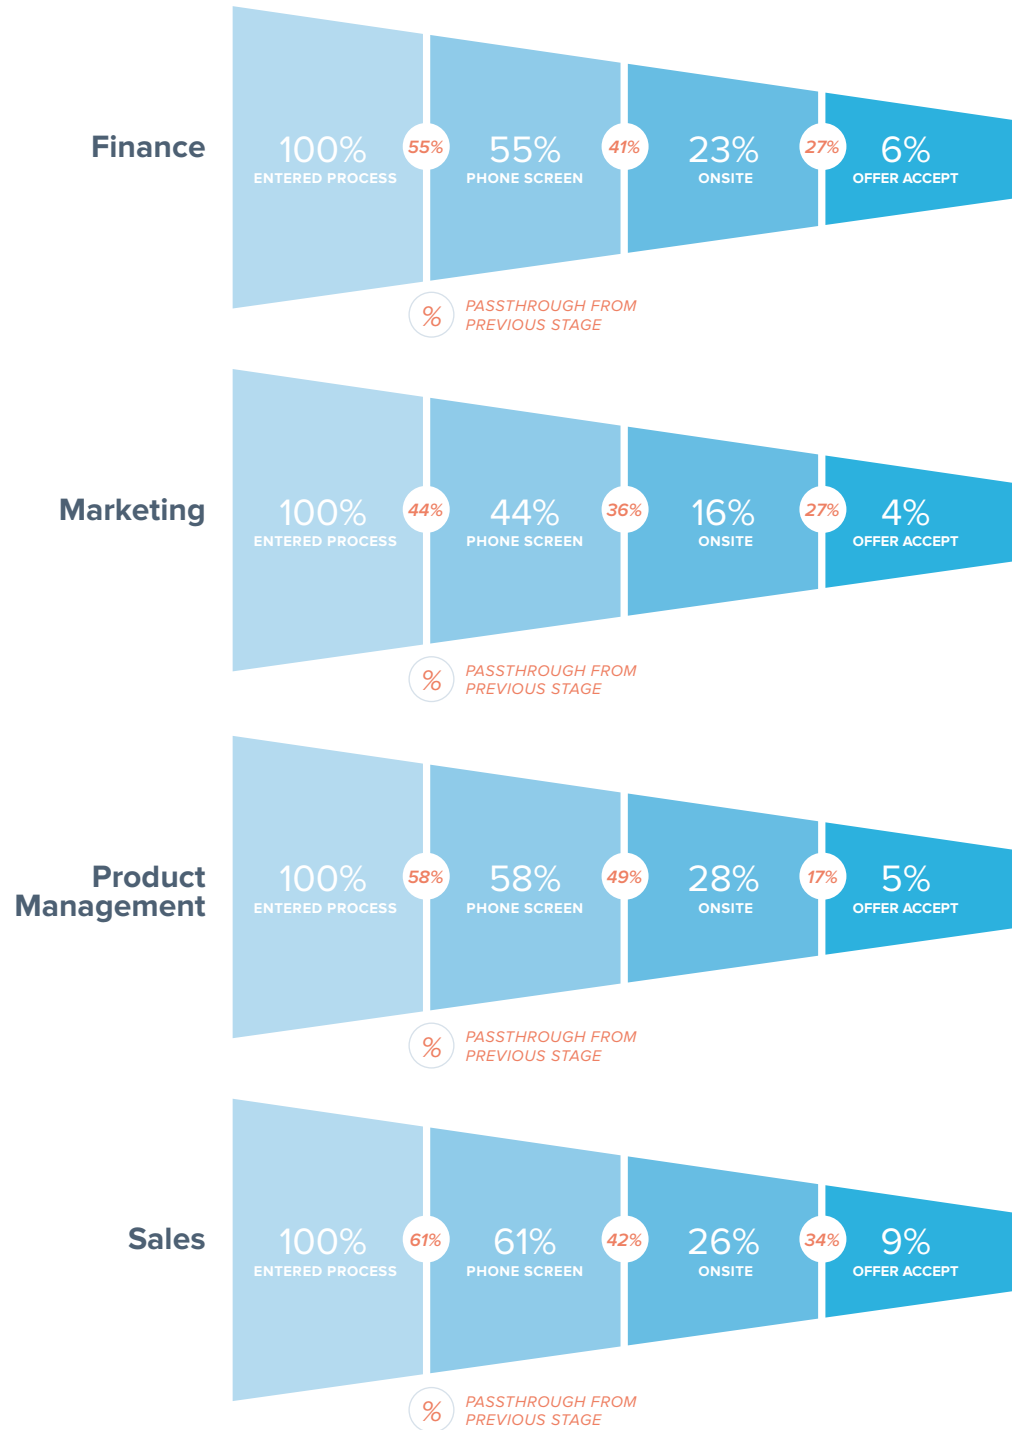 Finance
100%
ENTERED PROCESS
55%
55%
PHONE SCREEN
41%
23%
ONSITE
27%
6%
OFFER ACCEPT
%
PASSTHROUGH FROM
PREVIOUS STAGE
Marketing
100%
ENTERED PROCESS
44%
44%
PHONE SCREEN
36%
16%
ONSITE
27%
4%
OFFER ACCEPT
%
PASSTHROUGH FROM
PREVIOUS STAGE
Product
Management
100%
ENTERED PROCESS
58%
58%
PHONE SCREEN
49%
28%
ONSITE
17%
5%
OFFER ACCEPT
%
PASSTHROUGH FROM
PREVIOUS STAGE
Sales
100%
ENTERED PROCESS
61%
61%
PHONE SCREEN
42%
26%
ONSITE
34%
9%
OFFER ACCEPT
%
PASSTHROUGH FROM
PREVIOUS STAGE